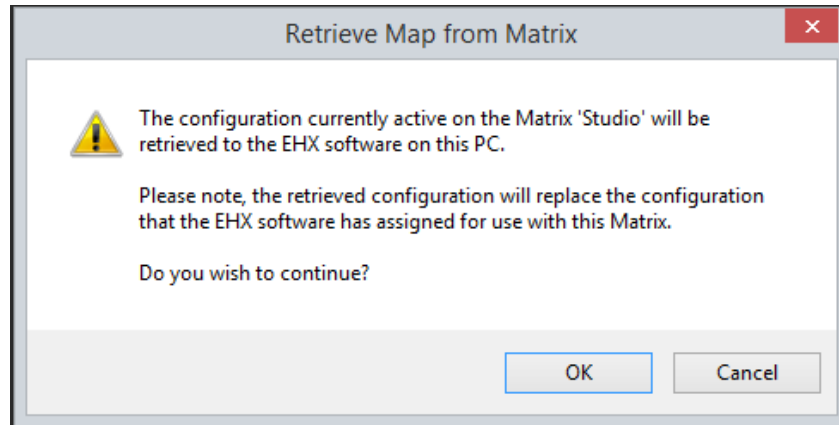 Retrieve Map from Matrix
The configuration currently active on the Matrix 'Studio' will be
retrieved to the EHX software on this PC.
Please note, the retrieved configuration will replace the configuration
that the EHX software has assigned for use with this Matrix.
Do you wish to continue?
OK
Cancel